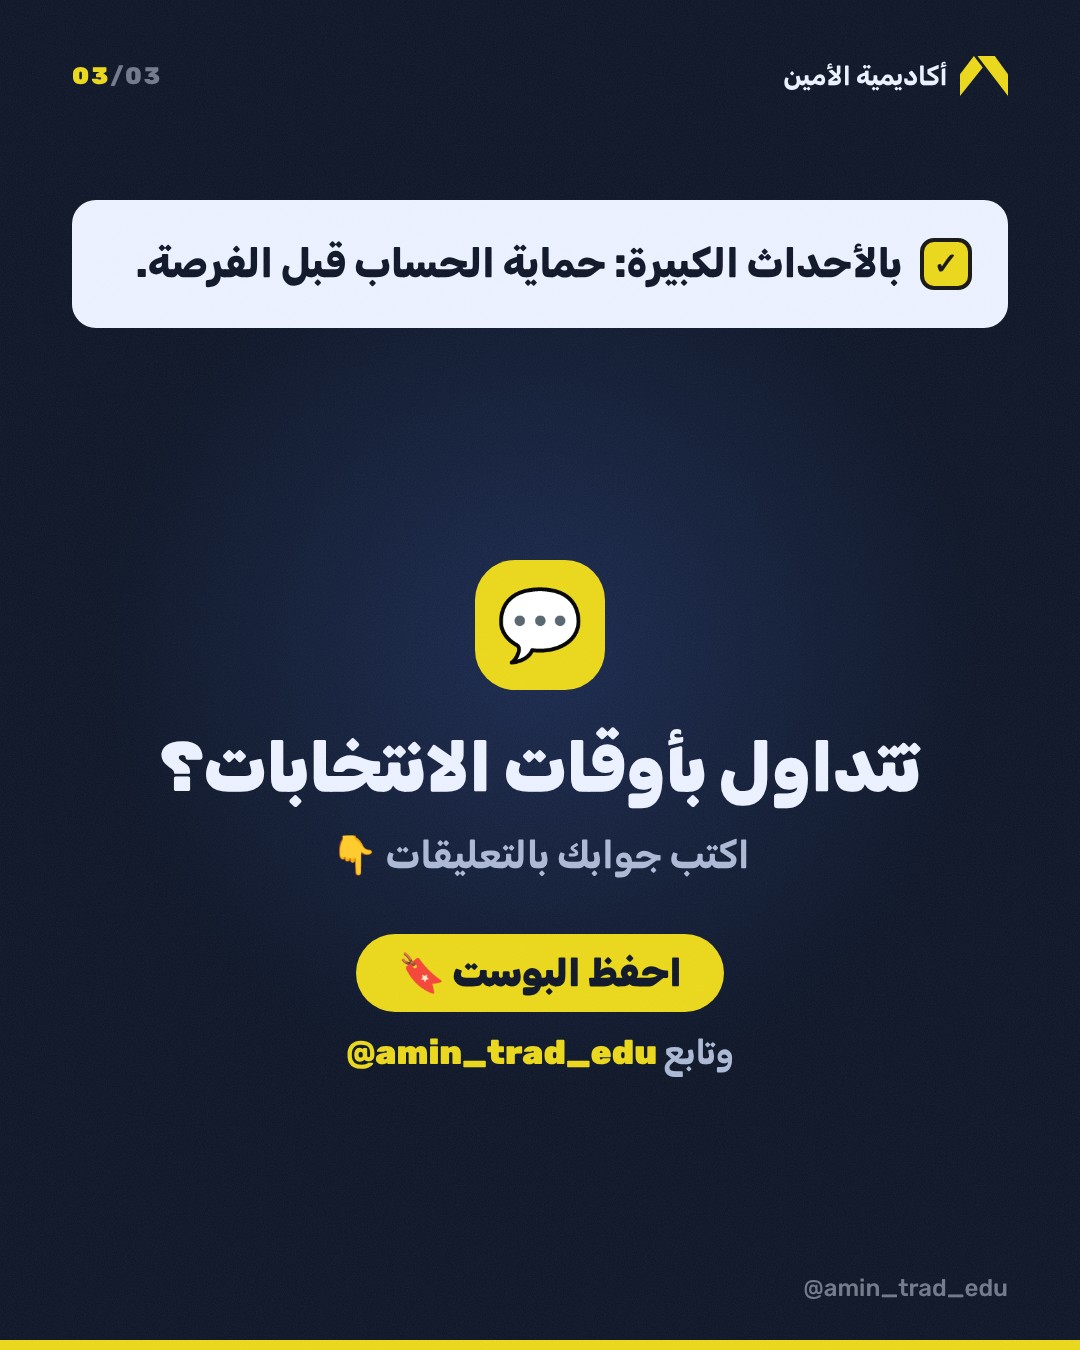 أكاديمية الأمين
03/03
بالأحداث الكبيرة: حماية الحساب قبل الفرصة.
تتداول بأوقات الانتخابات؟
اكتب جوابك بالتعليقات 👇
احفظ البوست 🔖
وتابع @amin_trad_edu
@amin_trad_edu